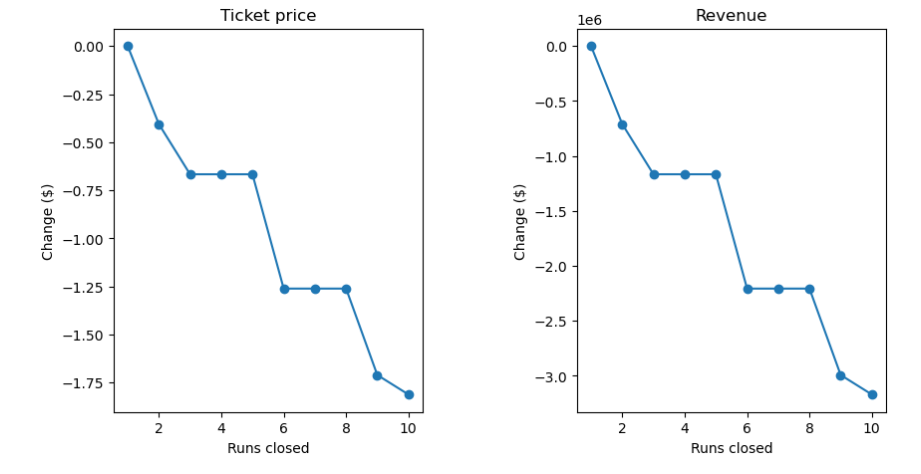 Ticket price
0.00
−0.25
−0.50
−0.75
−1.00
−1.25
−1.50
−1.75
Change ($)
2 4 6 8 10
Runs closed
Revenue
1e6
0.0
−0.5
−1.0
−1.5
−2.0
−2.5
−3.0
Change ($)
2 4 6 8 10
Runs closed